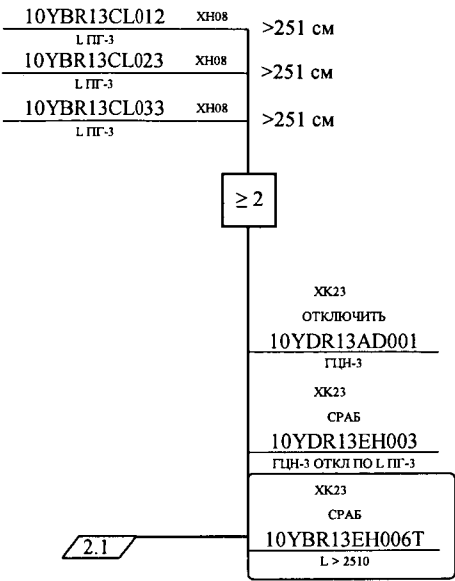 10YBR13CL012 XH08 >251 см
L ПГ-3
10YBR13CL023 XH08 >251 см
L ПГ-3
10YBR13CL033 XH08 >251 см
L ПГ-3
≥ 2
XK23
ОТКЛЮЧИТЬ
10YDR13AD001
ГЦН-3
XK23
СРАБ
10YDR13EH003
ГЦН-3 ОТКЛ ПО L ПГ-3
XK23
СРАБ
2.1 10YBR13EH006T
L > 2510